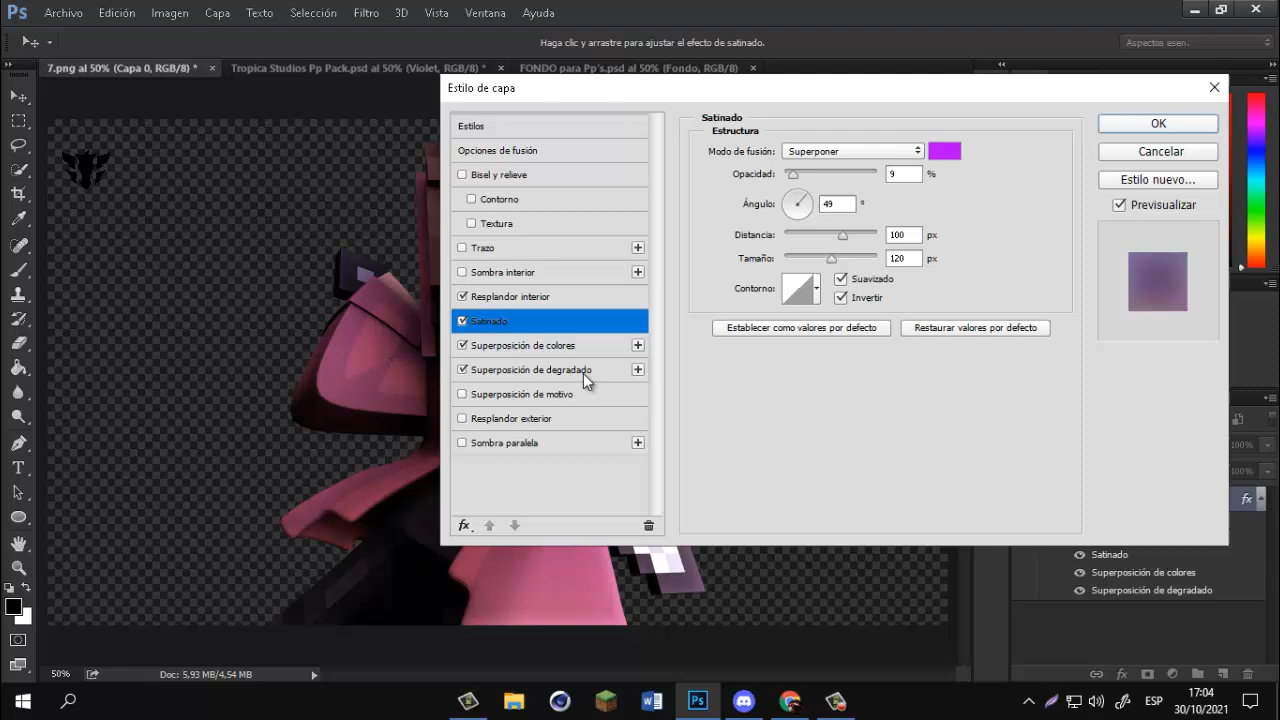 Ps Archivo Edición Imagen Capa Texto Selección Filtro 3D Vista Ventana Ayuda
Haga clic y arrastre para ajustar el efecto de satinado.
Aspectos esen.
7.png al 50% (Capa 0, RGB/8) * × Tropica Studios Pp Pack.psd al 50% (Violet, RGB/8) * × FONDO para Pp's.psd al 50% (Fondo, RGB/8) ×
Estilo de capa
Estilos
Opciones de fusión
Bisel y relieve
Contorno
Textura
Trazo
Sombra interior
Resplandor interior
Satinado
Superposición de colores
Superposición de degradado
Superposición de motivo
Resplandor exterior
Sombra paralela
fx
Satinado
Estructura
Modo de fusión: Superponer
Opacidad: 9 %
Ángulo: 49 °
Distancia: 100 px
Tamaño: 120 px
Contorno: Suavizado
Invertir
Establecer como valores por defecto Restaurar valores por defecto
OK
Cancelar
Estilo nuevo...
Previsualizar
100%
100%
fx
Satinado
Superposición de colores
Superposición de degradado
fx
50% Doc: 5,93 MB/4,54 MB
Ps
ESP
17:04
30/10/2021